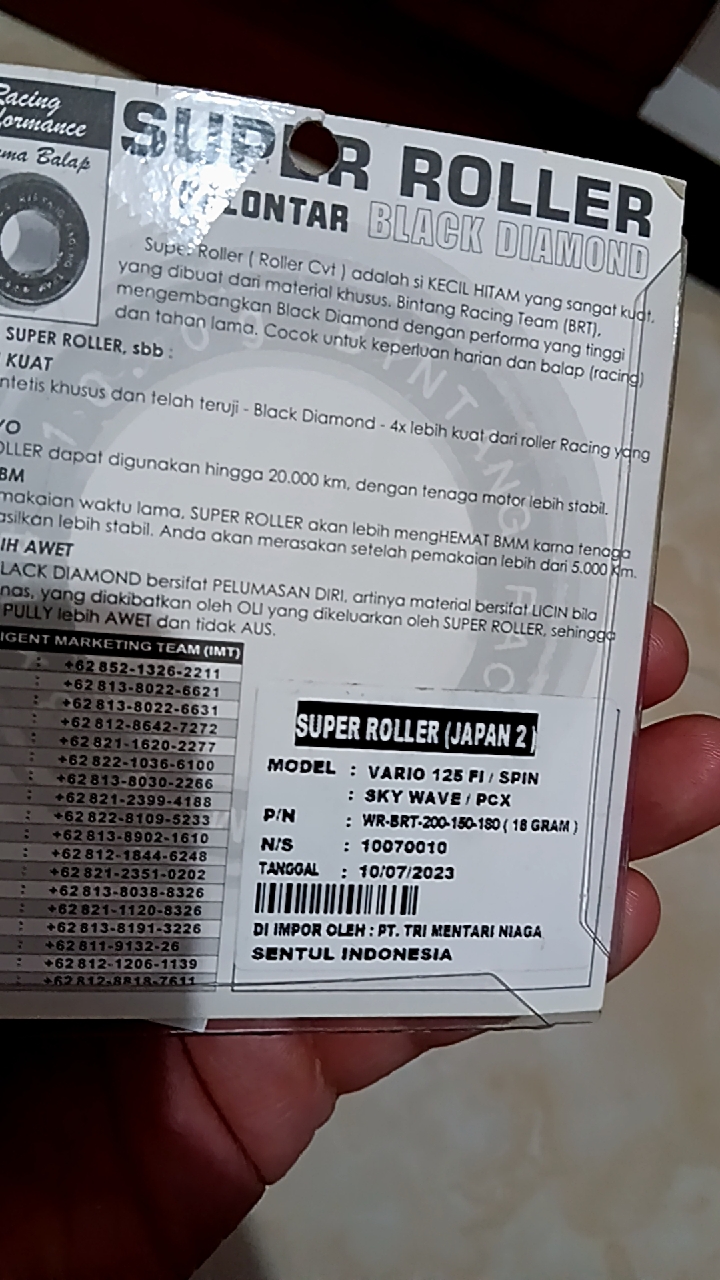 Racing
formance
ma Balap
SUPER ROLLER
BLACK DIAMOND
Super Roller ( Roller Cvt ) adalah si KECIL HITAM yang sangat kuat.
yang dibuat dari material khusus. Bintang Racing Team (BRT),
mengembangkan Black Diamond dengan performa yang tinggi
dan tahan lama. Cocok untuk keperluan harian dan balap (racing)
SUPER ROLLER, sbb :
KUAT
ntetis khusus dan telah teruji - Black Diamond - 4x lebih kuat dari roller Racing yang
VO
OLLER dapat digunakan hingga 20.000 km, dengan tenaga motor lebih stabil.
BM
makaian waktu lama, SUPER ROLLER akan lebih mengHEMAT BMM karna tenaga
asilkan lebih stabil. Anda akan merasakan setelah pemakaian lebih dari 5.000 Km.
IH AWET
LACK DIAMOND bersifat PELUMASAN DIRI, artinya material bersifat LICIN bila
nas, yang diakibatkan oleh OLI yang dikeluarkan oleh SUPER ROLLER, sehingga
PULLY lebih AWET dan tidak AUS.
IGENT MARKETING TEAM (IMT)
: +62 852-1326-2211
: +62 813-8022-6621
: +62 813-8022-6631
: +62 812-8642-7272
: +62 821-1620-2277
: +62 822-1036-6100
: +62 813-8030-2266
: +62 821-2399-4188
: +62 822-8109-5233
: +62 813-8902-1610
: +62 812-1844-6248
: +62 821-2351-0202
: +62 813-8038-8326
: +62 821-1120-8326
: +62 813-8191-3226
: +62 811-9132-26
: +62 812-1206-1139
: +62 812-8818-7611
SUPER ROLLER (JAPAN 2)
MODEL : VARIO 125 FI / SPIN
: SKY WAVE / PCX
P/N : WR-BRT-200-150-180 ( 18 GRAM )
N/S : 10070010
TANGGAL : 10/07/2023
DI IMPOR OLEH : PT. TRI MENTARI NIAGA
SENTUL INDONESIA